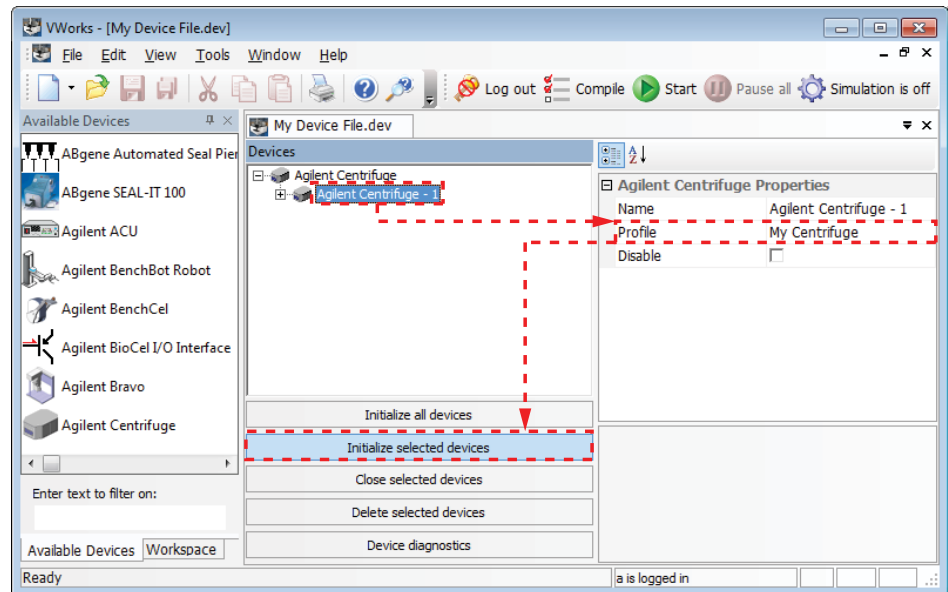 VWorks - [My Device File.dev]
File Edit View Tools Window Help
Log out Compile Start Pause all Simulation is off
Available Devices
ABgene Automated Seal Pier
ABgene SEAL-IT 100
Agilent ACU
Agilent BenchBot Robot
Agilent BenchCel
Agilent BioCel I/O Interface
Agilent Bravo
Agilent Centrifuge
Enter text to filter on:
Available Devices Workspace
My Device File.dev
Devices
Agilent Centrifuge
Agilent Centrifuge - 1
Initialize all devices
Initialize selected devices
Close selected devices
Delete selected devices
Device diagnostics
Agilent Centrifuge Properties
Name Agilent Centrifuge - 1
Profile My Centrifuge
Disable
Ready a is logged in